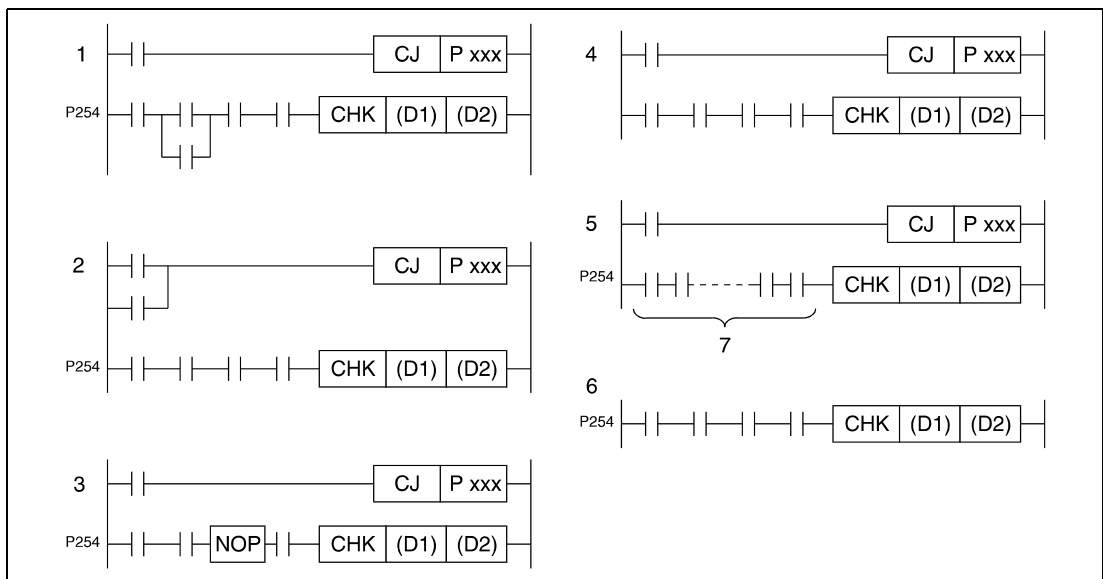 1 CJ P xxx
P254 CHK (D1) (D2)
2 CJ P xxx
P254 CHK (D1) (D2)
3 CJ P xxx
P254 NOP CHK (D1) (D2)
4 CJ P xxx
CHK (D1) (D2)
5 CJ P xxx
P254 CHK (D1) (D2)
7
6
P254 CHK (D1) (D2)